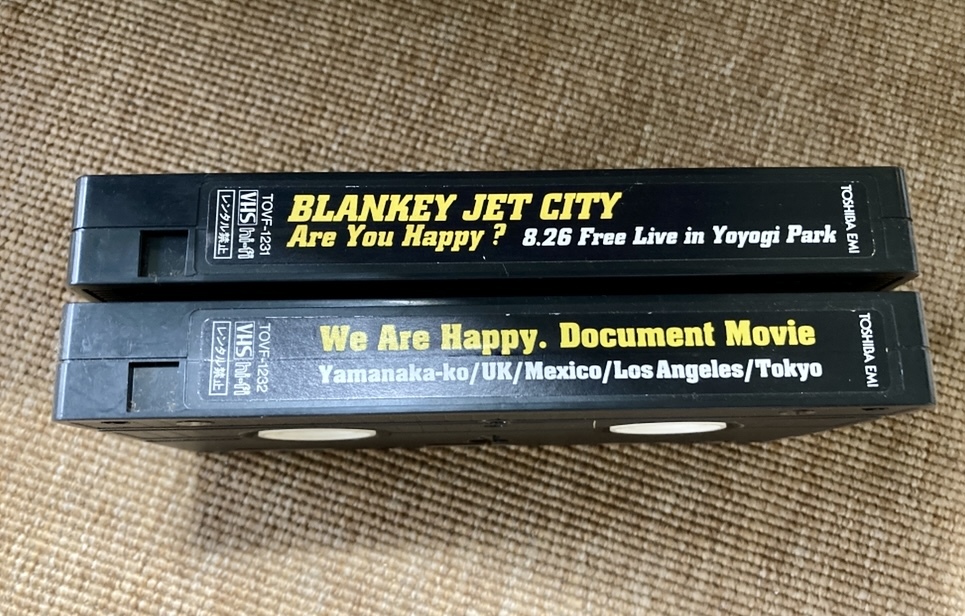 BLANKEY JET CITY
Are You Happy? 8.26 Free Live in Yoyogi Park
TOVF-1231
VHS Hi-Fi
レンタル禁止
TOSHIBA EMI
We Are Happy. Document Movie
Yamanaka-ko/UK/Mexico/Los Angeles/Tokyo
TOVF-1232
VHS Hi-Fi
レンタル禁止
TOSHIBA EMI